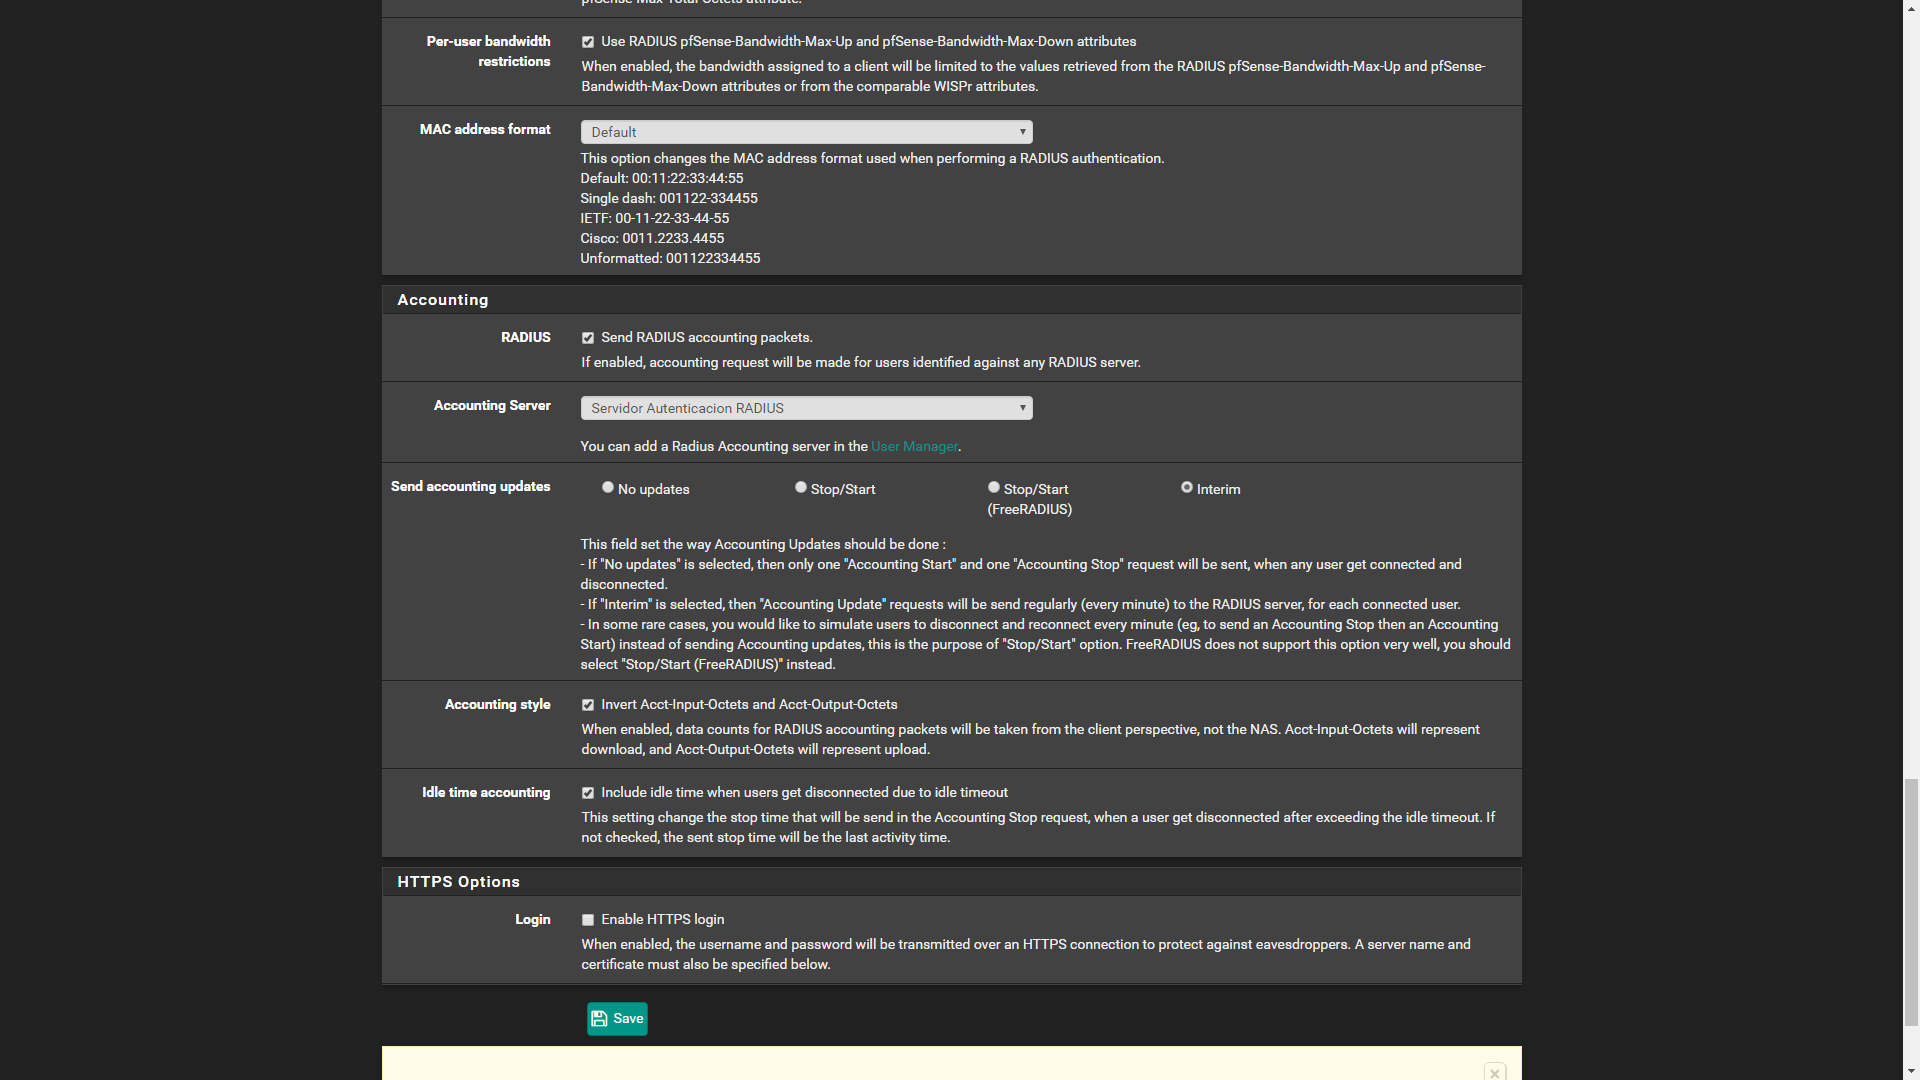 pfSense-Max-Total-Octets attribute.
Per-user bandwidth restrictions
Use RADIUS pfSense-Bandwidth-Max-Up and pfSense-Bandwidth-Max-Down attributes
When enabled, the bandwidth assigned to a client will be limited to the values retrieved from the RADIUS pfSense-Bandwidth-Max-Up and pfSense-
Bandwidth-Max-Down attributes or from the comparable WISPr attributes.
MAC address format
Default
This option changes the MAC address format used when performing a RADIUS authentication.
Default: 00:11:22:33:44:55
Single dash: 001122-334455
IETF: 00-11-22-33-44-55
Cisco: 0011.2233.4455
Unformatted: 001122334455
Accounting
RADIUS
Send RADIUS accounting packets.
If enabled, accounting request will be made for users identified against any RADIUS server.
Accounting Server
Servidor Autenticacion RADIUS
You can add a Radius Accounting server in the User Manager.
Send accounting updates
No updates
Stop/Start
Stop/Start
(FreeRADIUS)
Interim
This field set the way Accounting Updates should be done :
- If "No updates" is selected, then only one "Accounting Start" and one "Accounting Stop" request will be sent, when any user get connected and
disconnected.
- If "Interim" is selected, then "Accounting Update" requests will be send regularly (every minute) to the RADIUS server, for each connected user.
- In some rare cases, you would like to simulate users to disconnect and reconnect every minute (eg, to send an Accounting Stop then an Accounting
Start) instead of sending Accounting updates, this is the purpose of "Stop/Start" option. FreeRADIUS does not support this option very well, you should
select "Stop/Start (FreeRADIUS)" instead.
Accounting style
Invert Acct-Input-Octets and Acct-Output-Octets
When enabled, data counts for RADIUS accounting packets will be taken from the client perspective, not the NAS. Acct-Input-Octets will represent
download, and Acct-Output-Octets will represent upload.
Idle time accounting
Include idle time when users get disconnected due to idle timeout
This setting change the stop time that will be send in the Accounting Stop request, when a user get disconnected after exceeding the idle timeout. If
not checked, the sent stop time will be the last activity time.
HTTPS Options
Login
Enable HTTPS login
When enabled, the username and password will be transmitted over an HTTPS connection to protect against eavesdroppers. A server name and
certificate must also be specified below.
Save